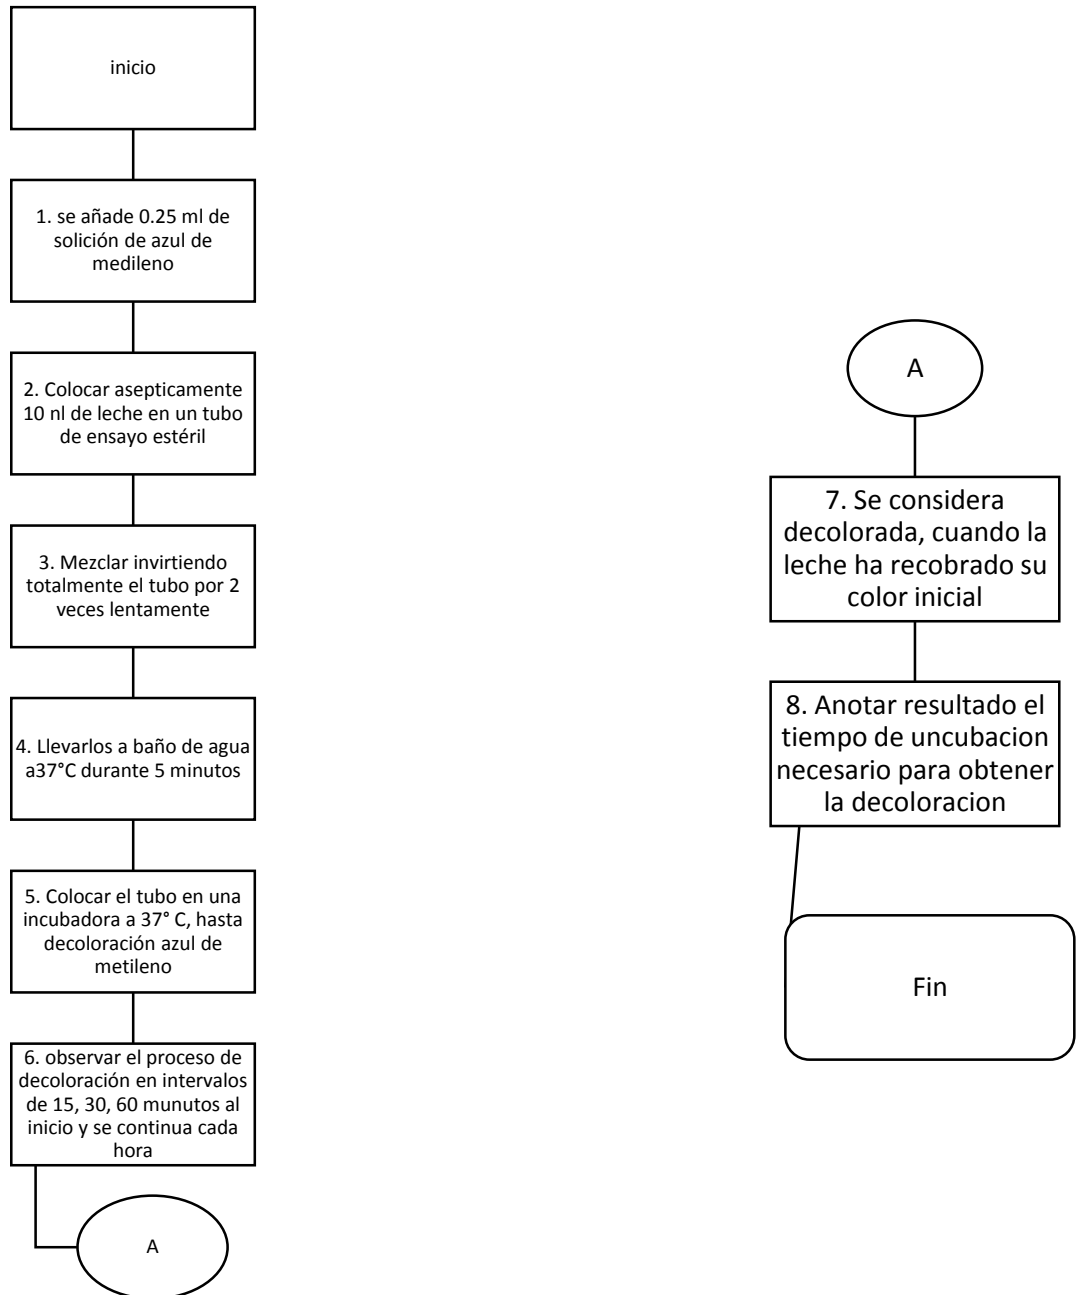 inicio
1. se añade 0.25 ml de
solición de azul de
medileno
2. Colocar asepticamente
10 nl de leche en un tubo
de ensayo estéril
3. Mezclar invirtiendo
totalmente el tubo por 2
veces lentamente
4. Llevarlos a baño de agua
a37°C durante 5 minutos
5. Colocar el tubo en una
incubadora a 37° C, hasta
decoloración azul de
metileno
6. observar el proceso de
decoloración en intervalos
de 15, 30, 60 munutos al
inicio y se continua cada
hora
A
A
7. Se considera
decolorada, cuando la
leche ha recobrado su
color inicial
8. Anotar resultado el
tiempo de uncubacion
necesario para obtener
la decoloracion
Fin